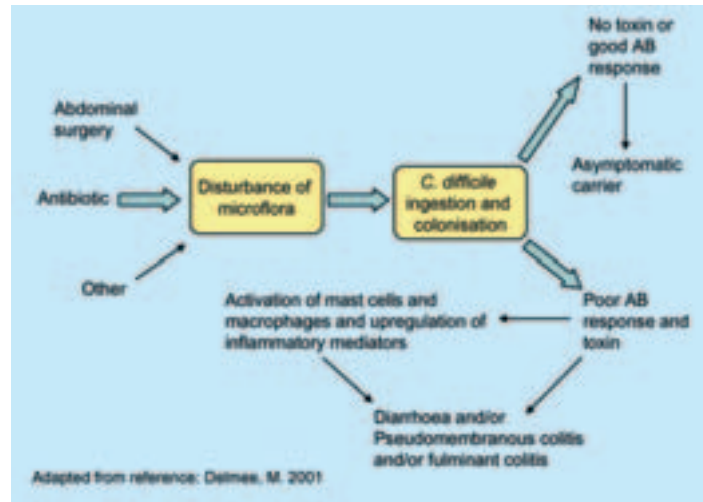 No toxin or
good AB
response
Abdominal
surgery
Asymptomatic
carrier
Antibiotic
Disturbance of
microflora
C. difficile
ingestion and
colonisation
Other
Activation of mast cells and
macrophages and upregulation of
inflammatory mediators
Poor AB
response and
toxin
Diarrhoea and/or
Pseudomembranous colitis
and/or fulminant colitis
Adapted from reference: Delmee, M. 2001